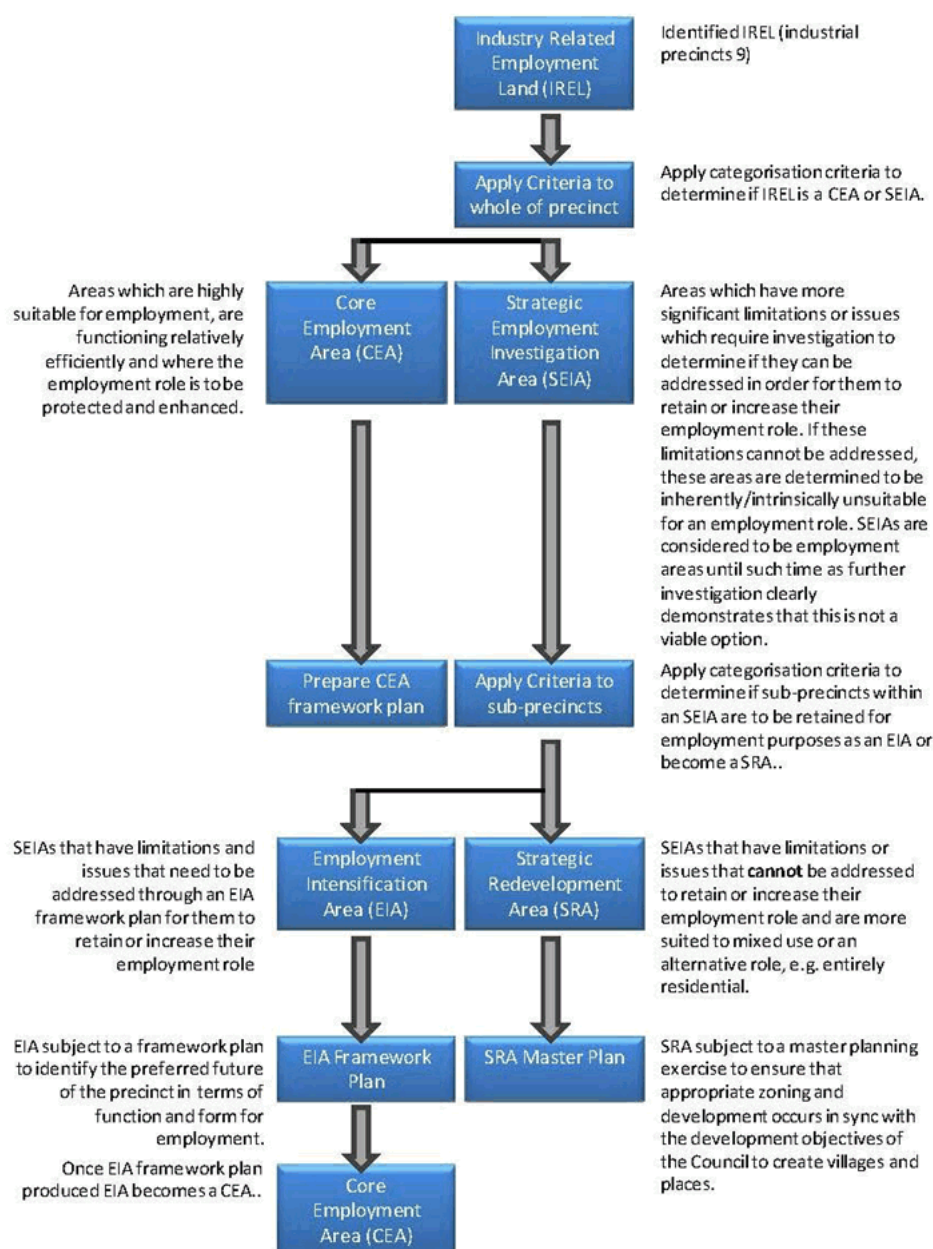 Industry Related
Employment
Land (IREL)
Identified IREL (industrial
precincts 9)
Apply Criteria to
whole of precinct
Apply categorisation criteria to
determine if IREL is a CEA or SEIA.
Areas which are highly
suitable for employment, are
functioning relatively
efficiently and where the
employment role is to be
protected and enhanced.
Core
Employment
Area (CEA)
Strategic
Employment
Investigation
Area (SEIA)
Areas which have more
significant limitations or issues
which require investigation to
determine if they can be
addressed in order for them to
retain or increase their
employment role. If these
limitations cannot be addressed,
these areas are determined to be
inherently/intrinsically unsuitable
for an employment role. SEIAs are
considered to be employment
areas until such time as further
investigation clearly
demonstrates that this is not a
viable option.
Prepare CEA
framework plan
Apply Criteria to
sub-precincts
Apply categorisation criteria to
determine if sub-precincts within
an SEIA are to be retained for
employment purposes as an EIA or
become a SRA..
SEIAs that have limitations and
issues that need to be
addressed through an EIA
framework plan for them to
retain or increase their
employment role
Employment
Intensification
Area (EIA)
Strategic
Redevelopment
Area (SRA)
SEIAs that have limitations or
issues that cannot be addressed
to retain or increase their
employment role and are more
suited to mixed use or an
alternative role, e.g. entirely
residential.
EIA subject to a framework plan
to identify the preferred future
of the precinct in terms of
function and form for
employment.
Once EIA framework plan
produced EIA becomes a CEA..
EIA Framework
Plan
SRA Master Plan
SRA subject to a master planning
exercise to ensure that
appropriate zoning and
development occurs in sync with
the development objectives of
the Council to create villages and
places.
Core
Employment
Area (CEA)